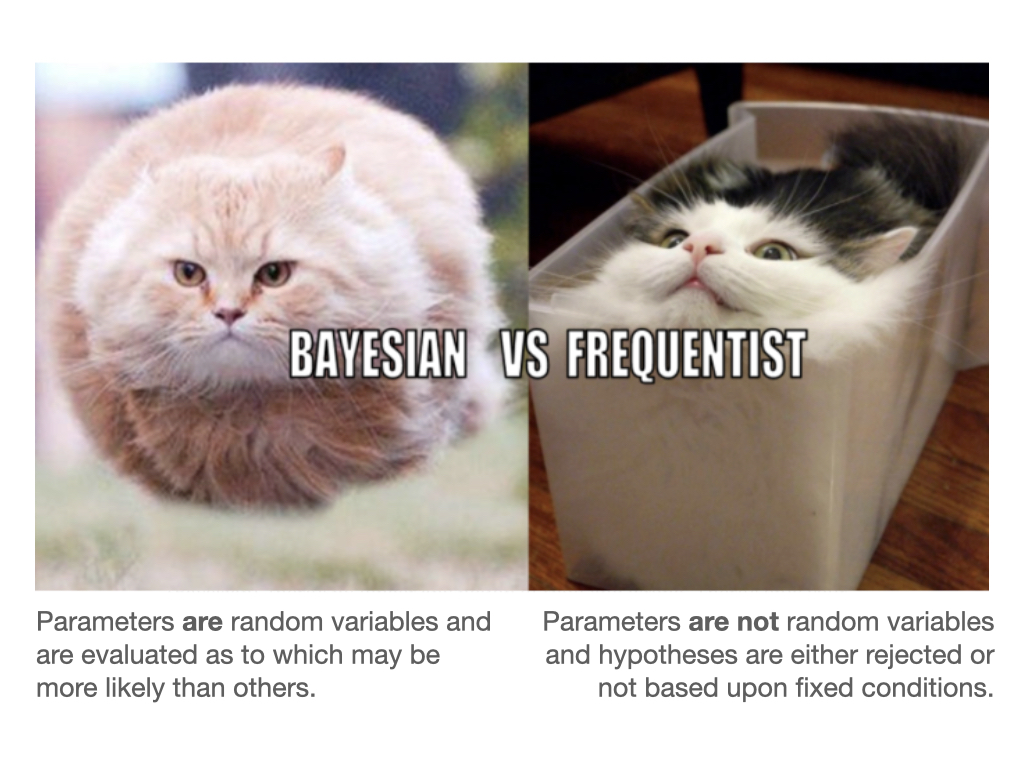 BAYESIAN VS FREQUENTIST
Parameters are random variables and
are evaluated as to which may be
more likely than others.
Parameters are not random variables
and hypotheses are either rejected or
not based upon fixed conditions.